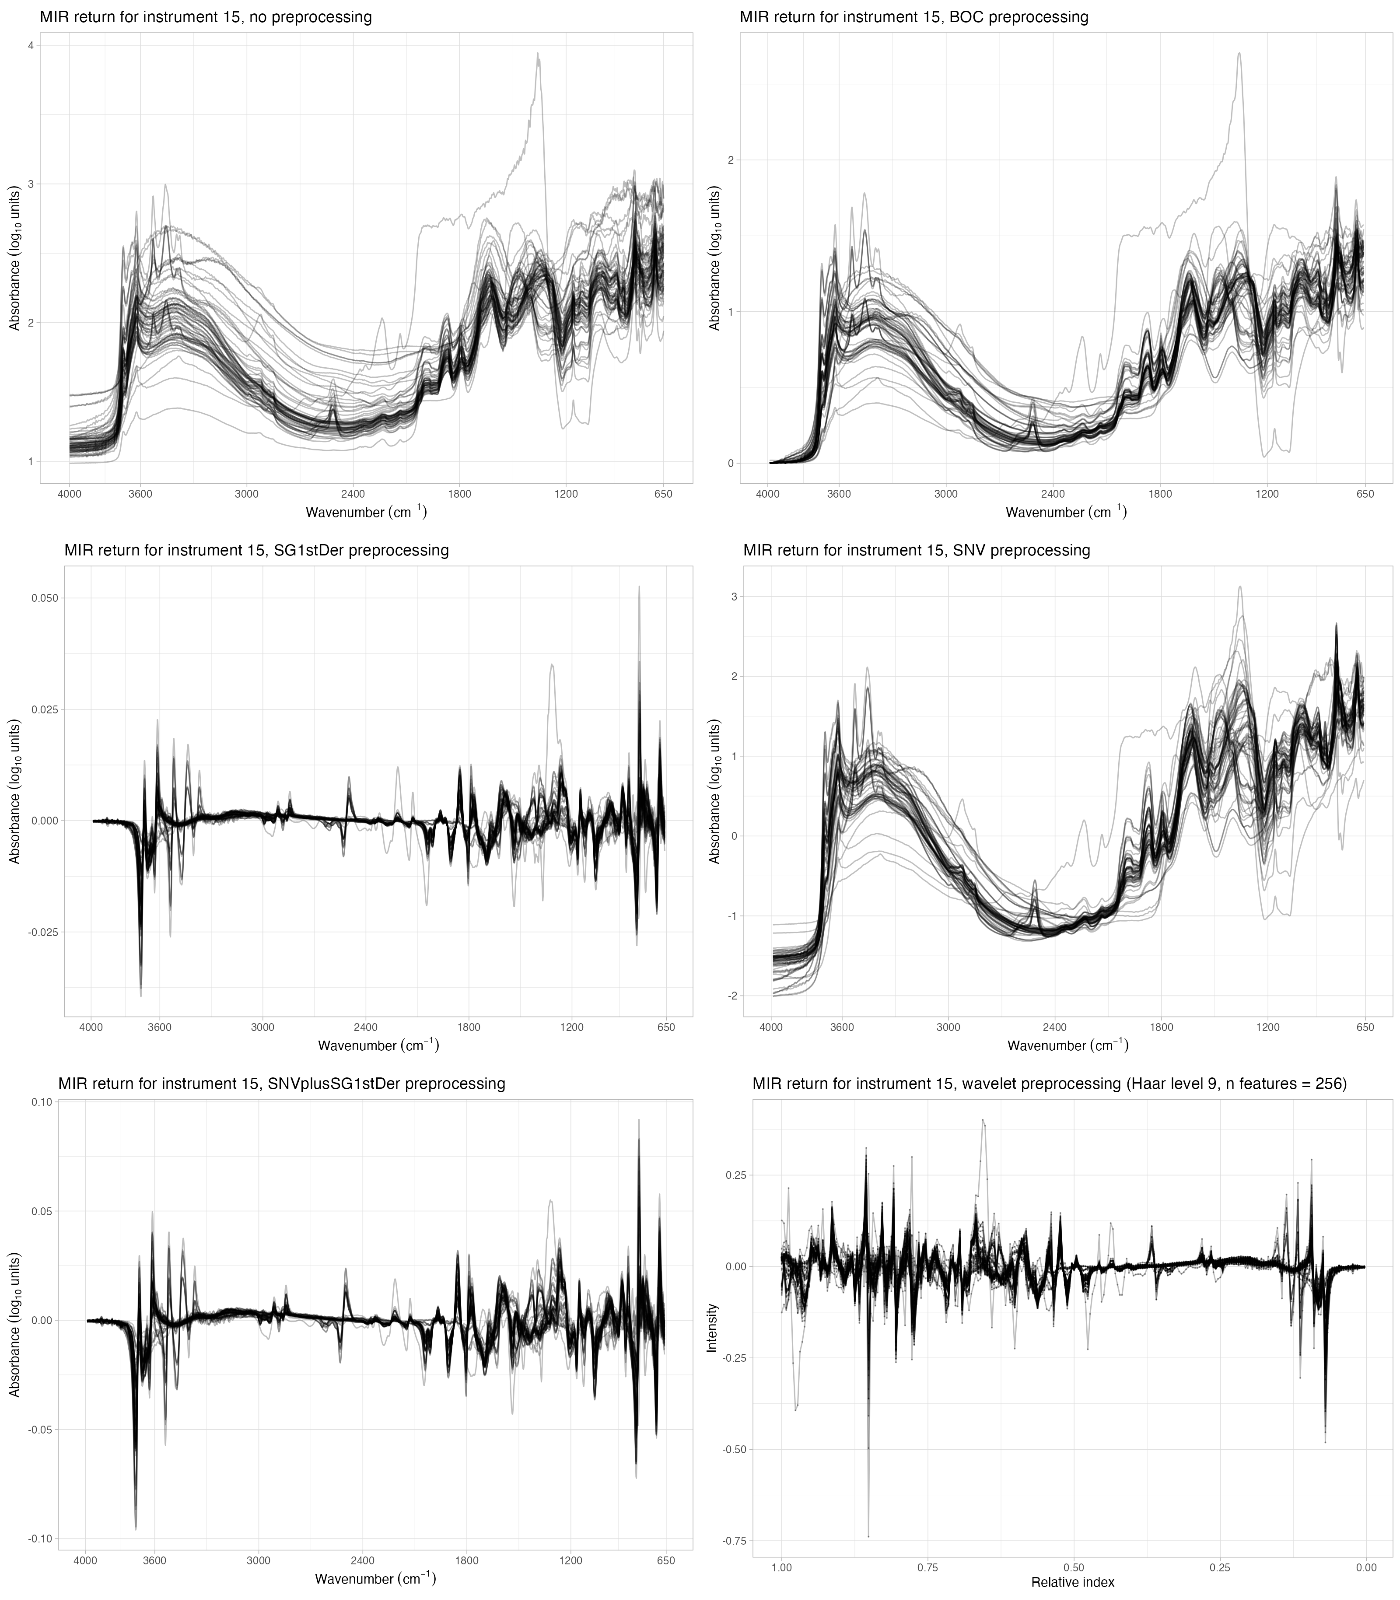 MIR return for instrument 15, no preprocessing
4
3
2
1
Absorbance (log10 units)
4000 3600 3000 2400 1800 1200 650
Wavenumber (cm 1)
MIR return for instrument 15, BOC preprocessing
2
1
0
Absorbance (log10 units)
4000 3600 3000 2400 1800 1200 650
Wavenumber (cm 1)
MIR return for instrument 15, SG1stDer preprocessing
0.050
0.025
0.000
-0.025
Absorbance (log10 units)
4000 3600 3000 2400 1800 1200 650
Wavenumber (cm−1)
MIR return for instrument 15, SNV preprocessing
3
2
1
0
-1
-2
Absorbance (log10 units)
4000 3600 3000 2400 1800 1200 650
Wavenumber (cm−1)
MIR return for instrument 15, SNVplusSG1stDer preprocessing
0.10
0.05
0.00
-0.05
-0.10
Absorbance (log10 units)
4000 3600 3000 2400 1800 1200 650
Wavenumber (cm−1)
MIR return for instrument 15, wavelet preprocessing (Haar level 9, n features = 256)
0.25
0.00
-0.25
-0.50
-0.75
Intensity
1.00 0.75 0.50 0.25 0.00
Relative index